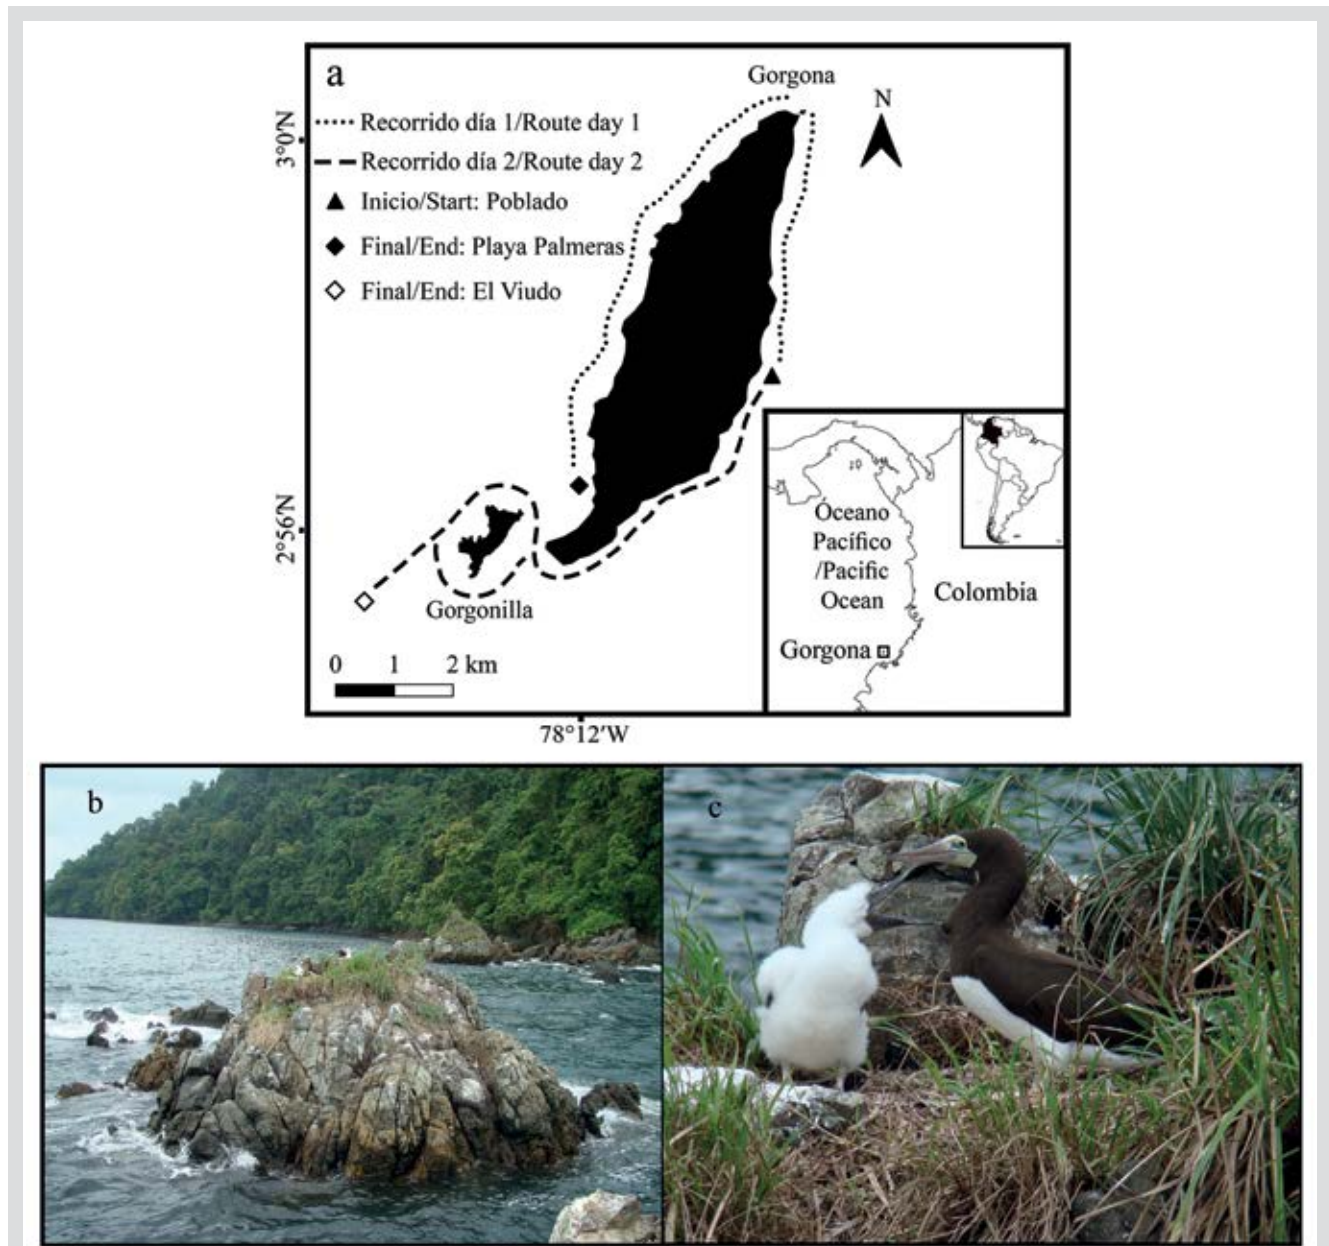 a
Gorgona
N
Recorrido día 1/Route day 1
Recorrido día 2/Route day 2
Inicio/Start: Poblado
Final/End: Playa Palmeras
Final/End: El Viudo
3°0'N
2°56'N
Gorgonilla
0 1 2 km
78°12'W
Óceano
Pacífico
/Pacific
Ocean
Colombia
Gorgona
b
c